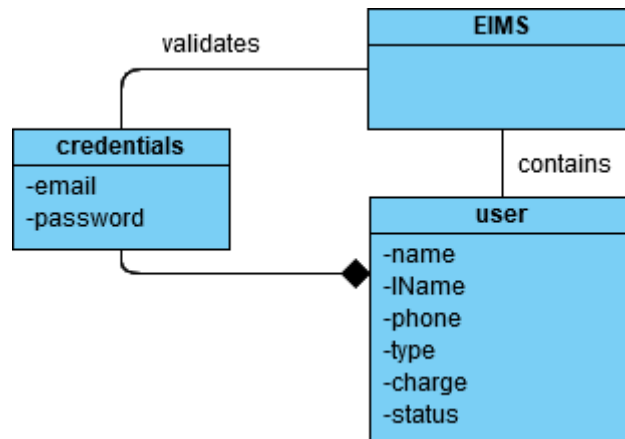 validates
EIMS
credentials
-email
-password
contains
user
-name
-lName
-phone
-type
-charge
-status